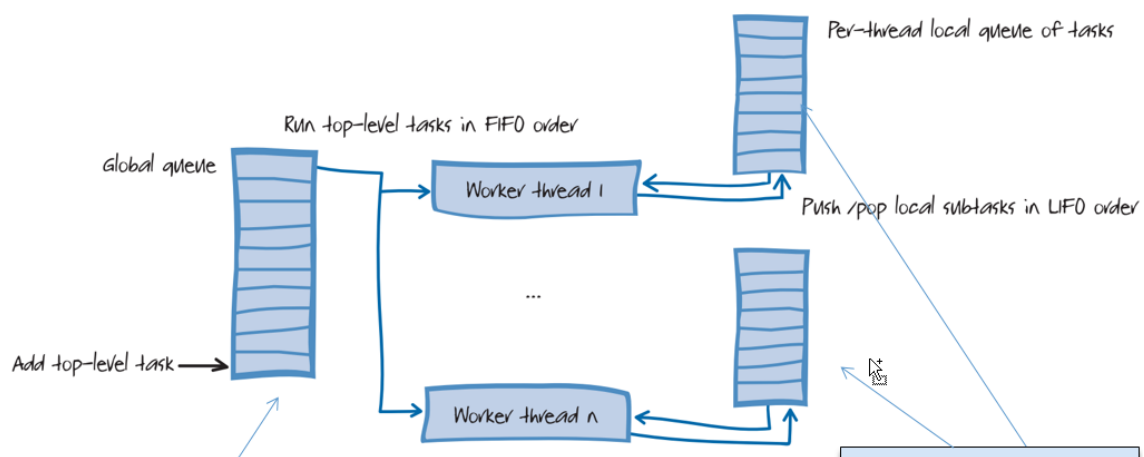 Per-thread local queue of tasks
Run top-level tasks in FIFO order
Global queue
Worker thread 1
Push /pop local subtasks in LIFO order
...
Add top-level task
Worker thread n